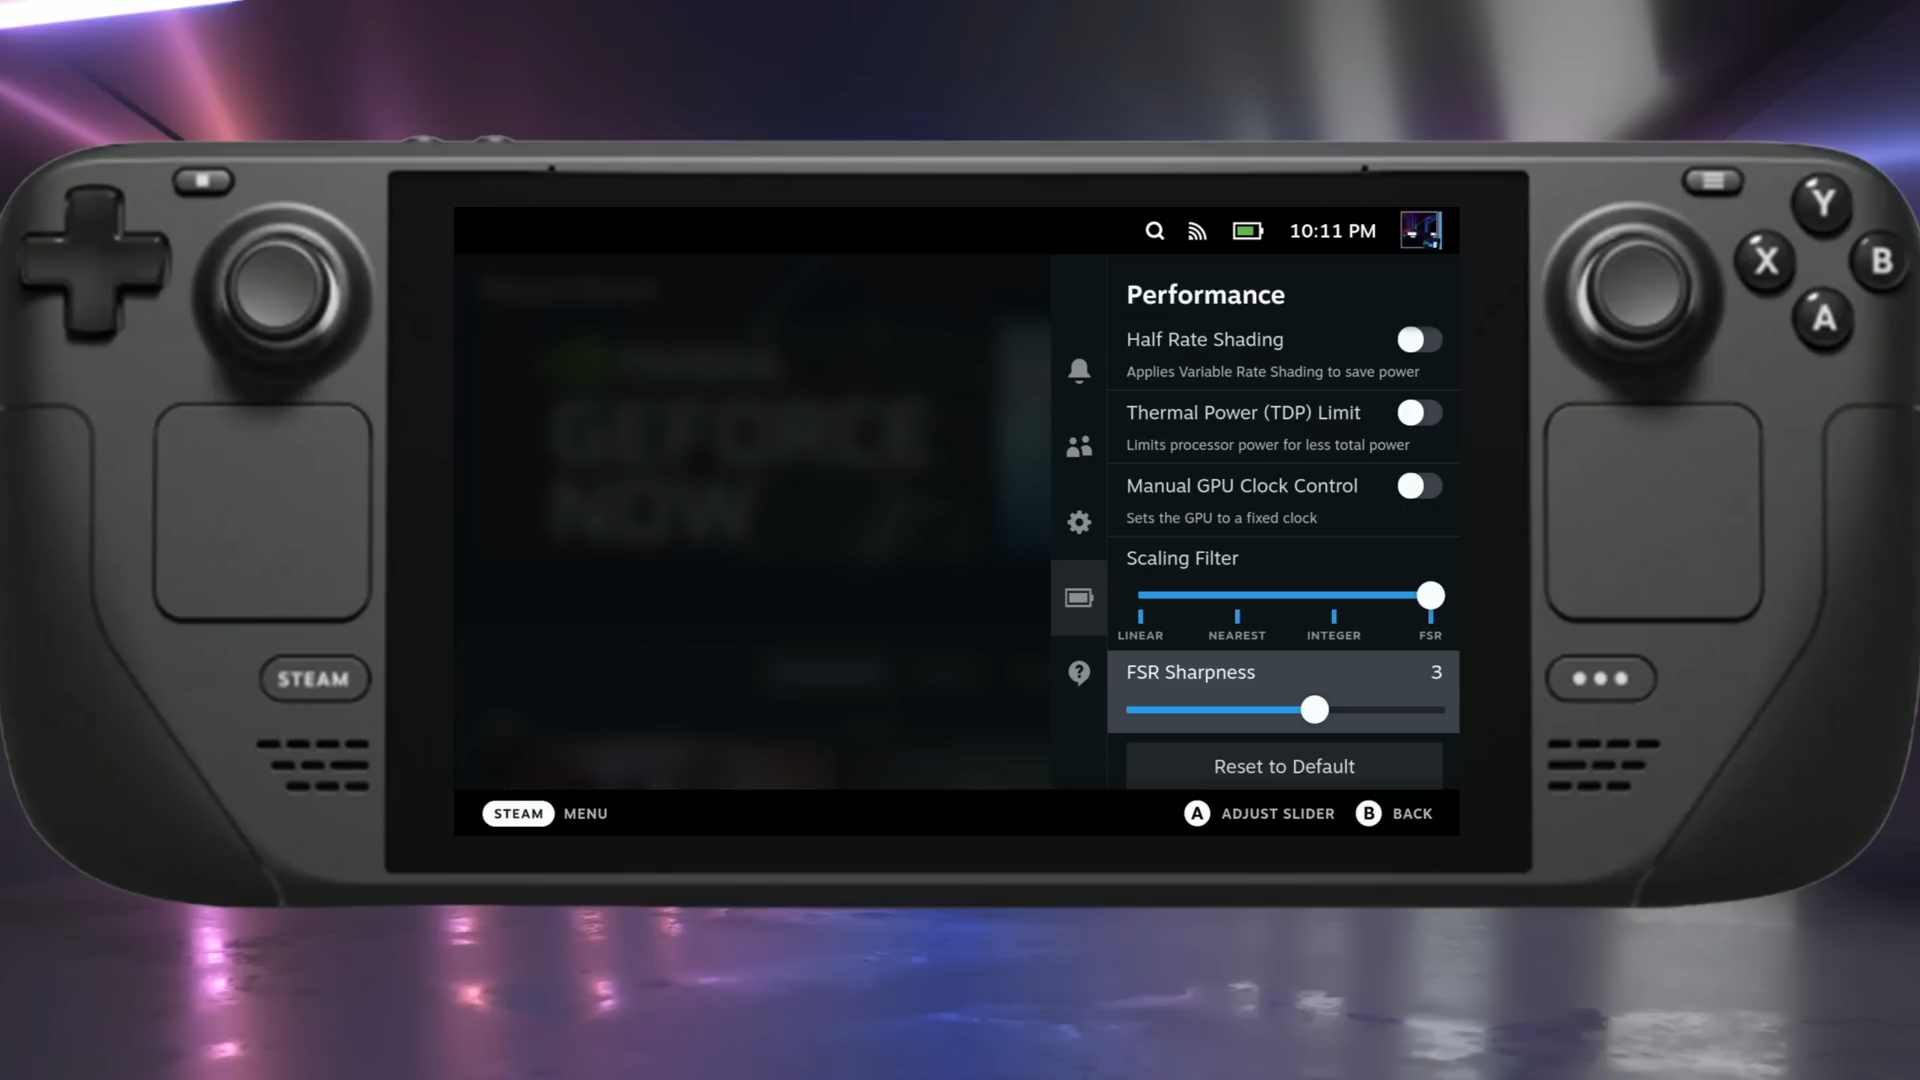 10:11 PM
Performance
Half Rate Shading
Applies Variable Rate Shading to save power
Thermal Power (TDP) Limit
Limits processor power for less total power
Manual GPU Clock Control
Sets the GPU to a fixed clock
Scaling Filter
LINEAR NEAREST INTEGER FSR
FSR Sharpness 3
Reset to Default
GEFORCE
NOW
STEAM MENU
A ADJUST SLIDER B BACK
STEAM
Y
X B
A